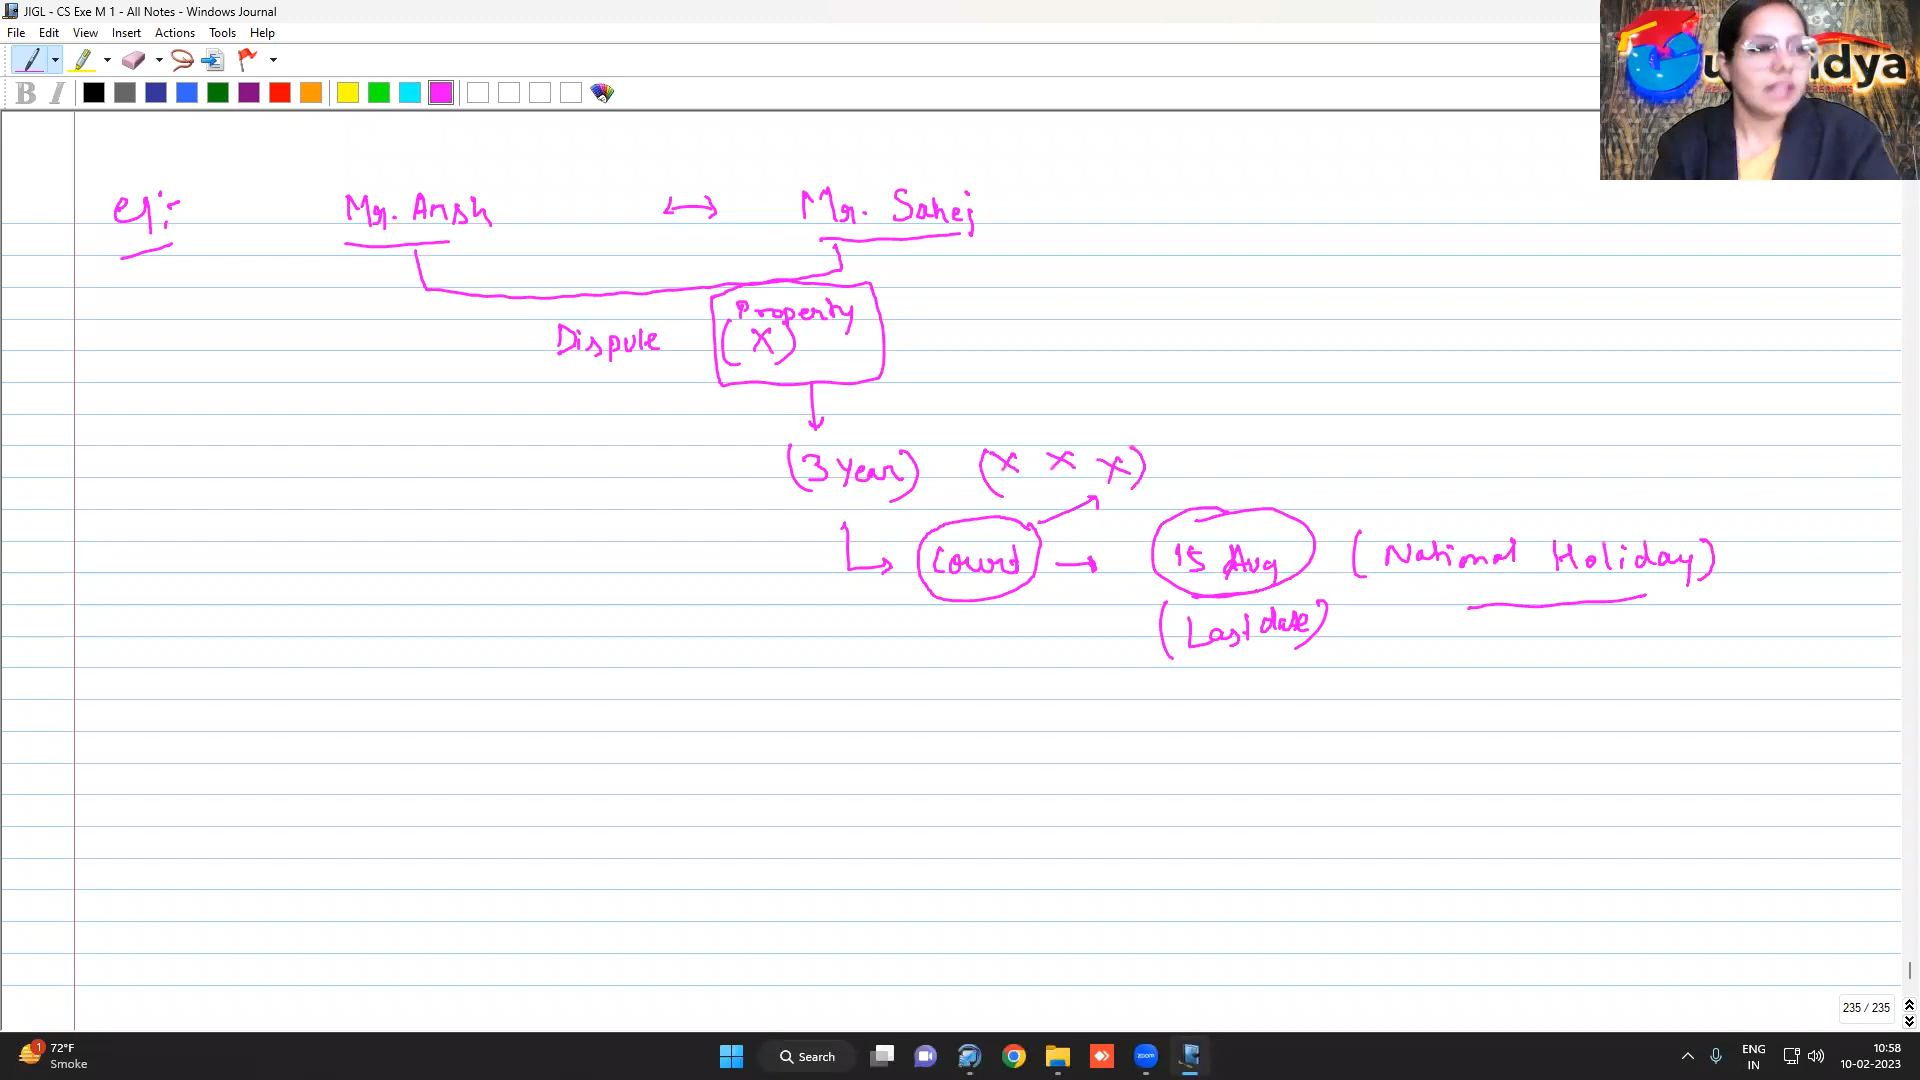 JIGL - CS Exe M 1 - All Notes - Windows Journal
File Edit View Insert Actions Tools Help
B I
eg:-
Mr. Ansh ↔ Mr. Sahej
Property
Dispute (X)
(3 Year) (X X X)
Court → 15 Aug (National Holiday)
(Last date)
235 / 235
1
72°F
Smoke
Search
zoom
ENG
IN
10:58
10-02-2023